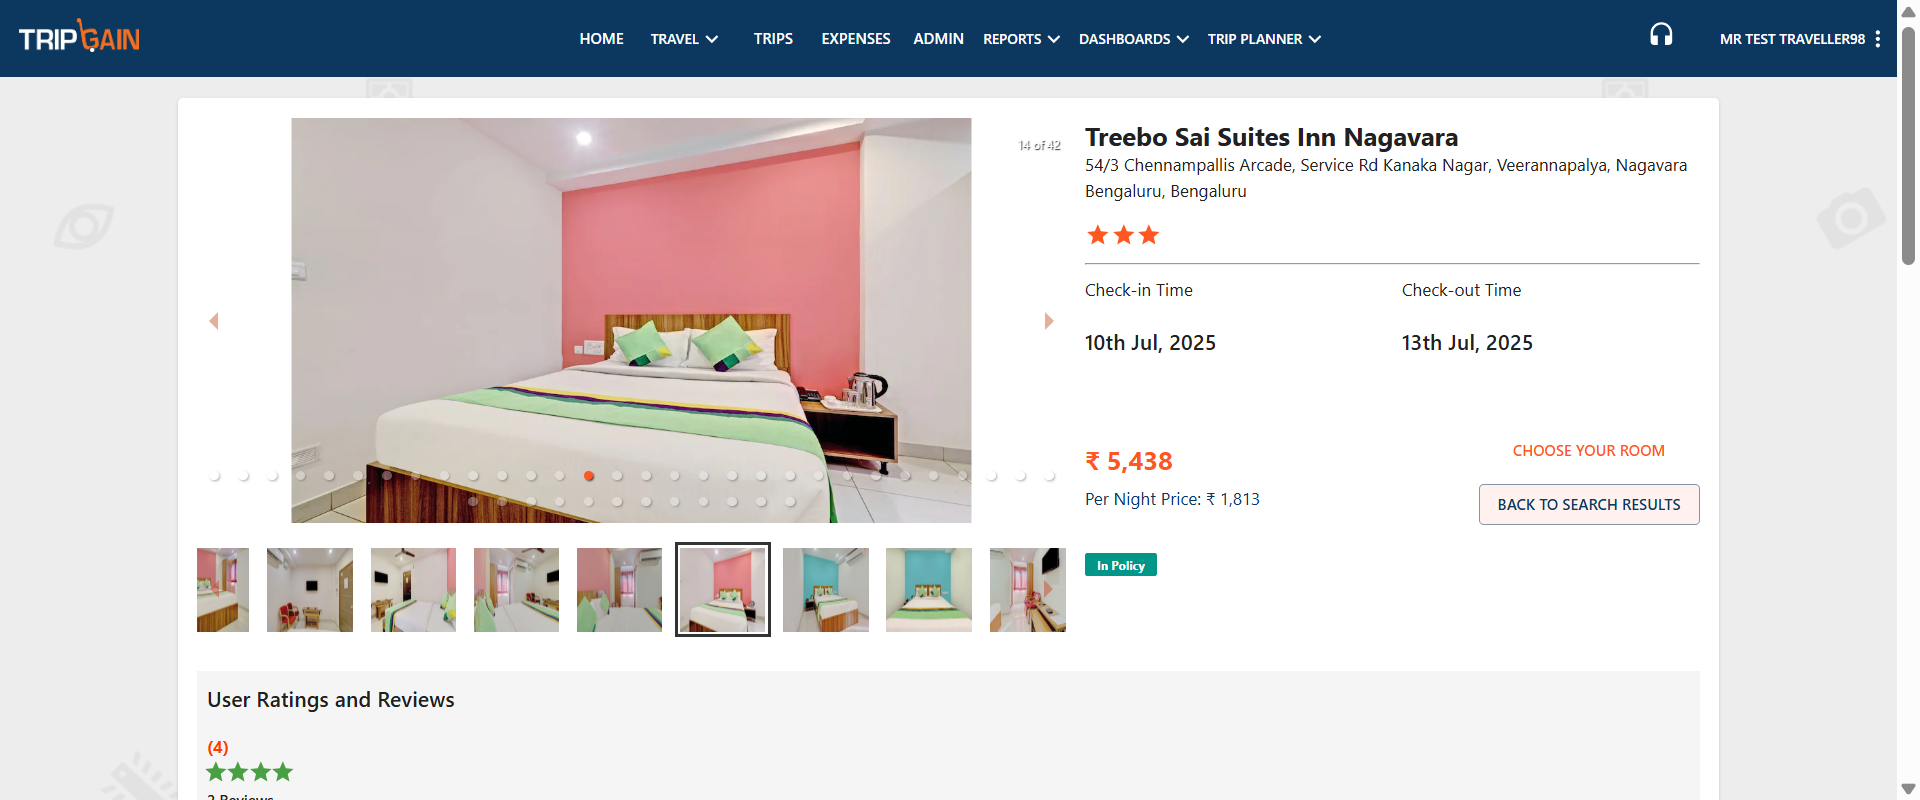 TRIPGAIN
HOME TRAVEL TRIPS EXPENSES ADMIN REPORTS DASHBOARDS TRIP PLANNER
MR TEST TRAVELLER98
14 of 42
Treebo Sai Suites Inn Nagavara
54/3 Chennampallis Arcade, Service Rd Kanaka Nagar, Veerannapalya, Nagavara
Bengaluru, Bengaluru
Check-in Time Check-out Time
10th Jul, 2025 13th Jul, 2025
₹ 5,438
CHOOSE YOUR ROOM
Per Night Price: ₹ 1,813
BACK TO SEARCH RESULTS
In Policy
User Ratings and Reviews
(4)
2 Reviews